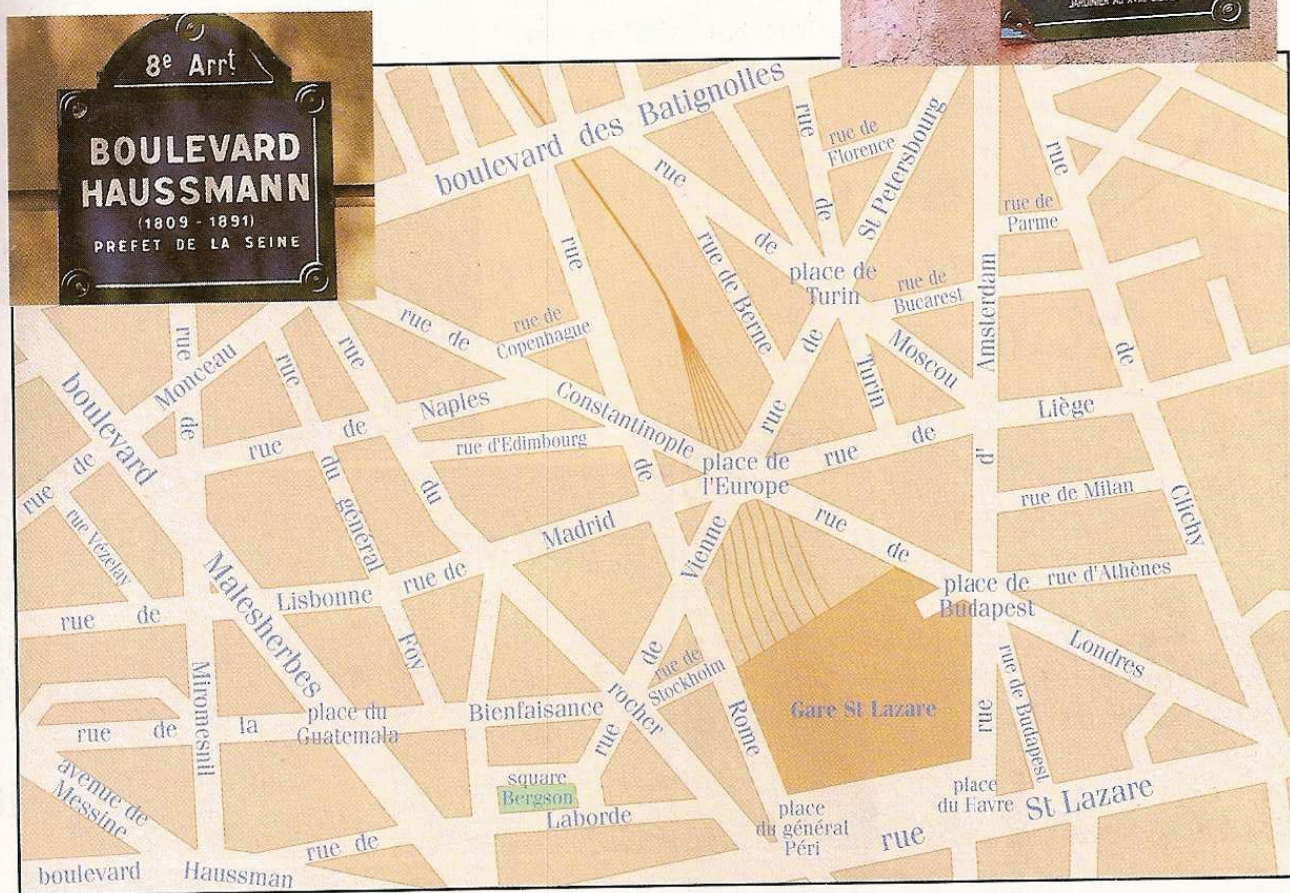 8e Arrt
BOULEVARD
HAUSSMANN
(1809 - 1891)
PRÉFET DE LA SEINE
JARDINIER AU
boulevard des Batignolles
rue de
Florence
rue de St Petersbourg
rue de Parme
rue de Moscou
rue de Berne
place de
Turin
rue de
Bucarest
rue de Turin
rue d'Amsterdam
rue de Clichy
rue de Rome
rue de
Copenhague
rue de Constantinople
rue de Monceau
boulevard Malesherbes
rue de Miromesnil
rue du général Foy
rue du rocher
rue de Naples
rue d'Edimbourg
place de
l'Europe
rue de Liège
rue de Milan
rue Vézelay
rue de Madrid
rue de Lisbonne
rue de Vienne
rue de Londres
place de
Budapest
rue d'Athènes
rue de
Stockholm
rue de Budapest
Gare St Lazare
rue de la Bienfaisance
place du
Guatemala
avenue de
Messine
square
Bergson
rue de Laborde
place
du général
Péri
place
du Havre
rue St Lazare
boulevard Haussman